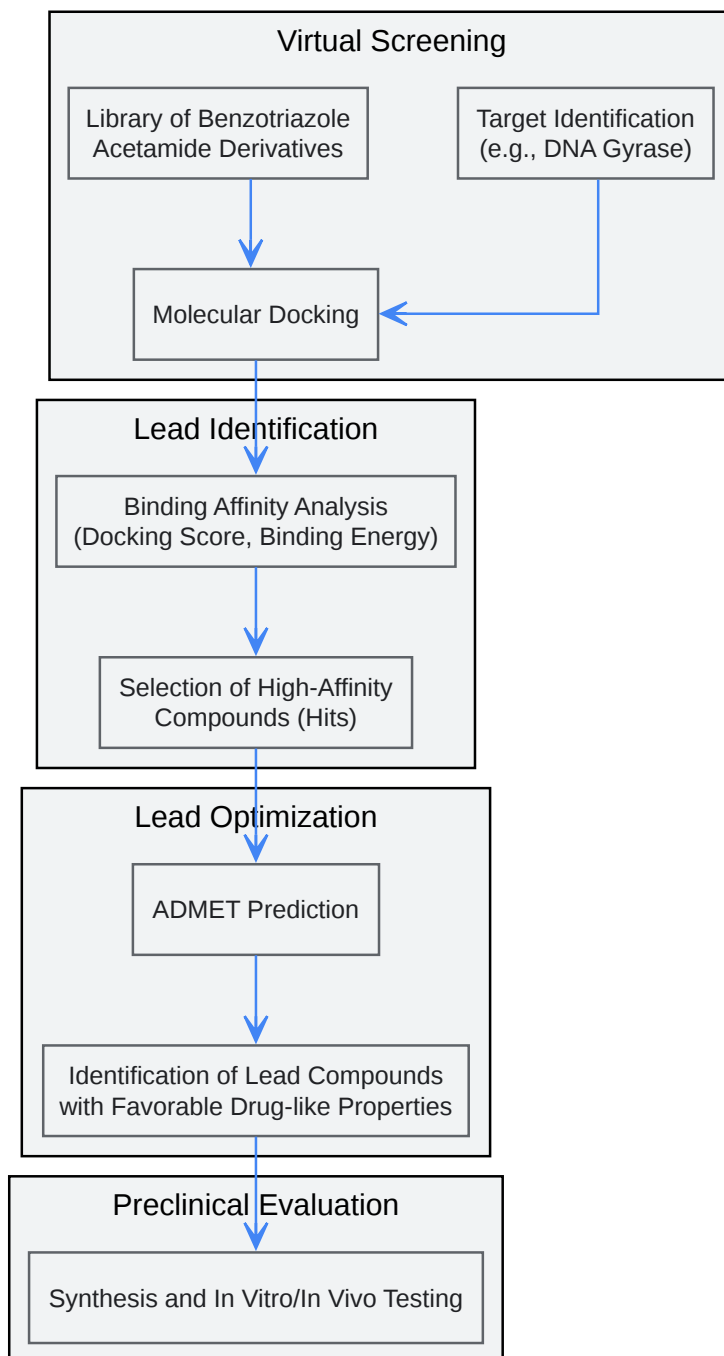 Virtual Screening
Library of Benzotriazole
Acetamide Derivatives
Target Identification
(e.g., DNA Gyrase)
Molecular Docking
Lead Identification
Binding Affinity Analysis
(Docking Score, Binding Energy)
Selection of High-Affinity
Compounds (Hits)
Lead Optimization
ADMET Prediction
Identification of Lead Compounds
with Favorable Drug-like Properties
Preclinical Evaluation
Synthesis and In Vitro/In Vivo Testing